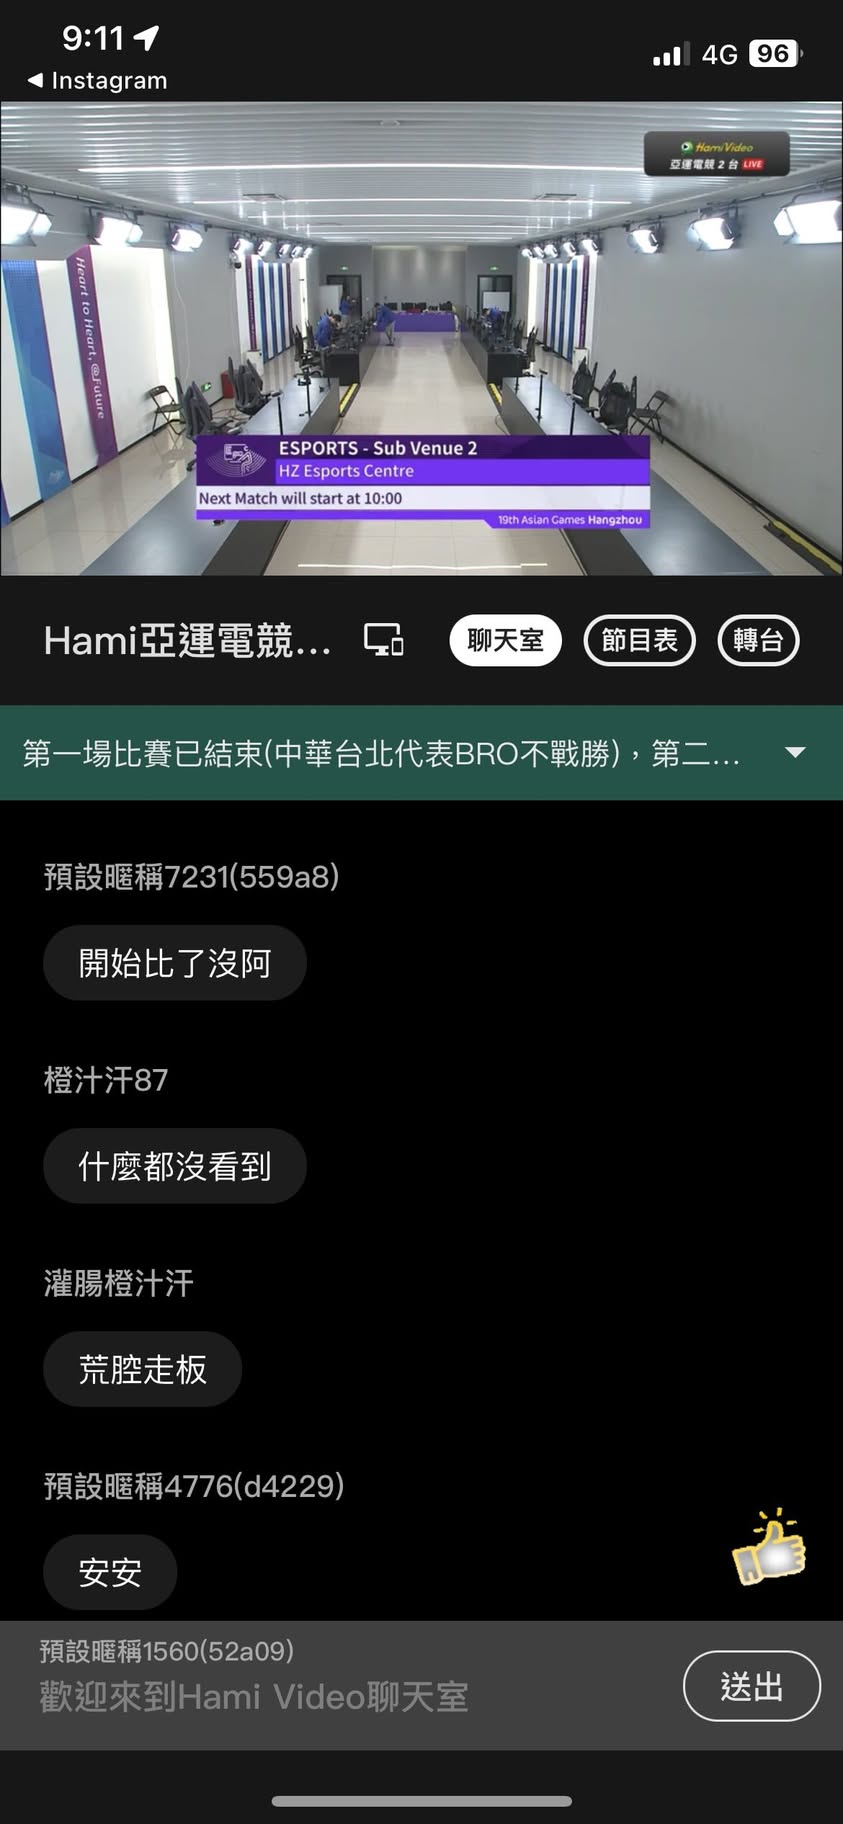 9:11
4G 96
◀ Instagram
HamiVideo
亞運電競 2 台 LIVE
Heart to Heart, @Future
ESPORTS - Sub Venue 2
HZ Esports Centre
Next Match will start at 10:00
19th Asian Games Hangzhou
Hami亞運電競...
聊天室
節目表
轉台
第一場比賽已結束(中華台北代表BRO不戰勝)，第二...
預設暱稱7231(559a8)
開始比了沒阿
橙汁汗87
什麼都沒看到
灌腸橙汁汗
荒腔走板
預設暱稱4776(d4229)
安安
預設暱稱1560(52a09)
歡迎來到Hami Video聊天室
送出